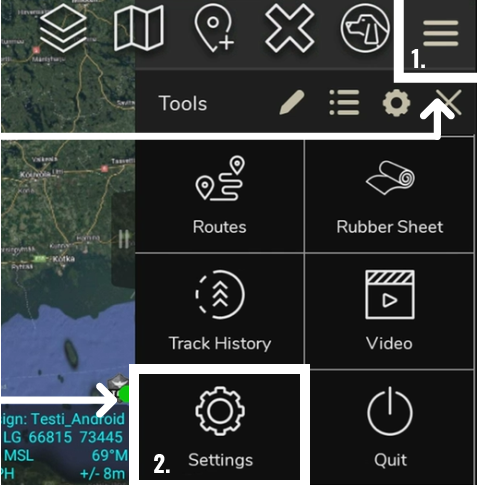 1.
Tools
Routes
Rubber Sheet
Kotka
Track History
Video
ign: Testi_Android
LG 66815 73445
MSL 69°M
PH +/- 8m
2.
Settings
Quit